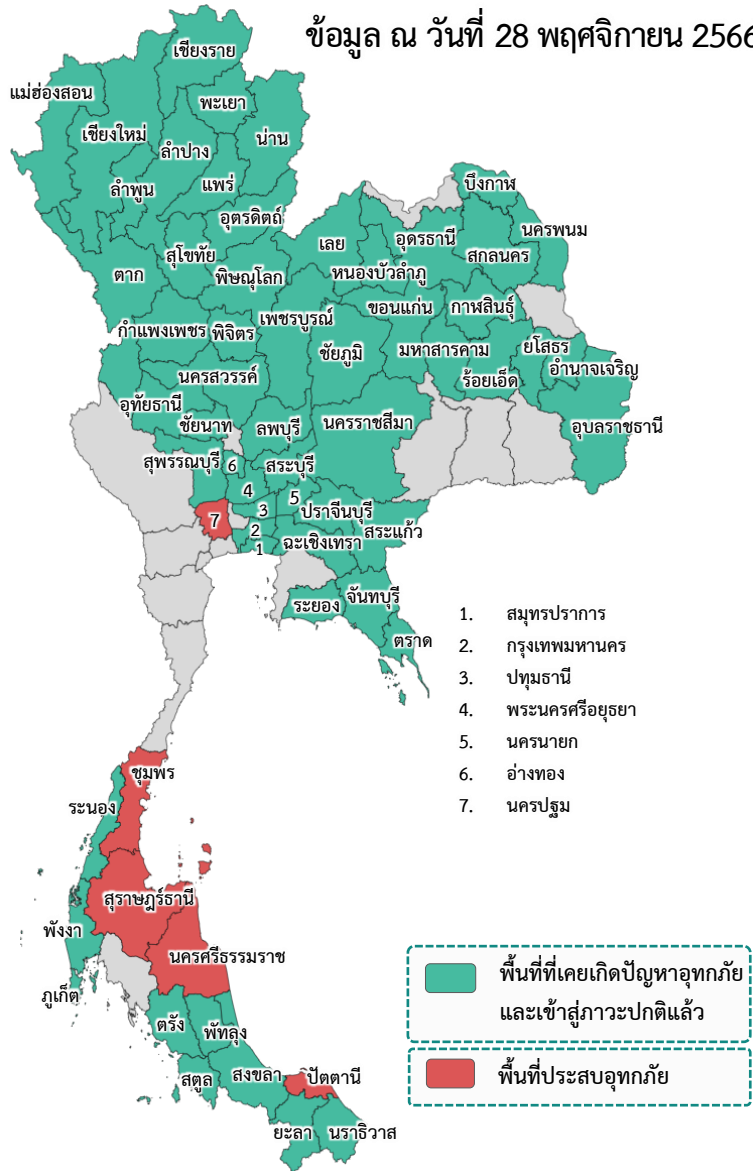 ข้อมูล ณ วันที่ 28 พฤศจิกายน 2566
เชียงราย
แม่ฮ่องสอน
พะเยา
เชียงใหม่
น่าน
ลำปาง
ลำพูน
แพร่
บึงกาฬ
อุตรดิตถ์
นครพนม
เลย
อุดรธานี
สุโขทัย
สกลนคร
ตาก
พิษณุโลก
หนองบัวลำภู
ขอนแก่น
กาฬสินธุ์
เพชรบูรณ์
กำแพงเพชร
พิจิตร
ชัยภูมิ
มหาสารคาม
ยโสธร
อำนาจเจริญ
นครสวรรค์
ร้อยเอ็ด
อุทัยธานี
ชัยนาท
ลพบุรี
นครราชสีมา
อุบลราชธานี
สุพรรณบุรี
6
สระบุรี
4
5
ปราจีนบุรี
7
3
2
สระแก้ว
1
ฉะเชิงเทรา
ระยอง
จันทบุรี
ตราด
1. สมุทรปราการ
2. กรุงเทพมหานคร
3. ปทุมธานี
4. พระนครศรีอยุธยา
5. นครนายก
6. อ่างทอง
7. นครปฐม
ชุมพร
ระนอง
สุราษฎร์ธานี
พังงา
นครศรีธรรมราช
ภูเก็ต
ตรัง
พัทลุง
สตูล
สงขลา
ปัตตานี
ยะลา
นราธิวาส
พื้นที่ที่เคยเกิดปัญหาอุทกภัย
และเข้าสู่ภาวะปกติแล้ว
พื้นที่ประสบอุทกภัย